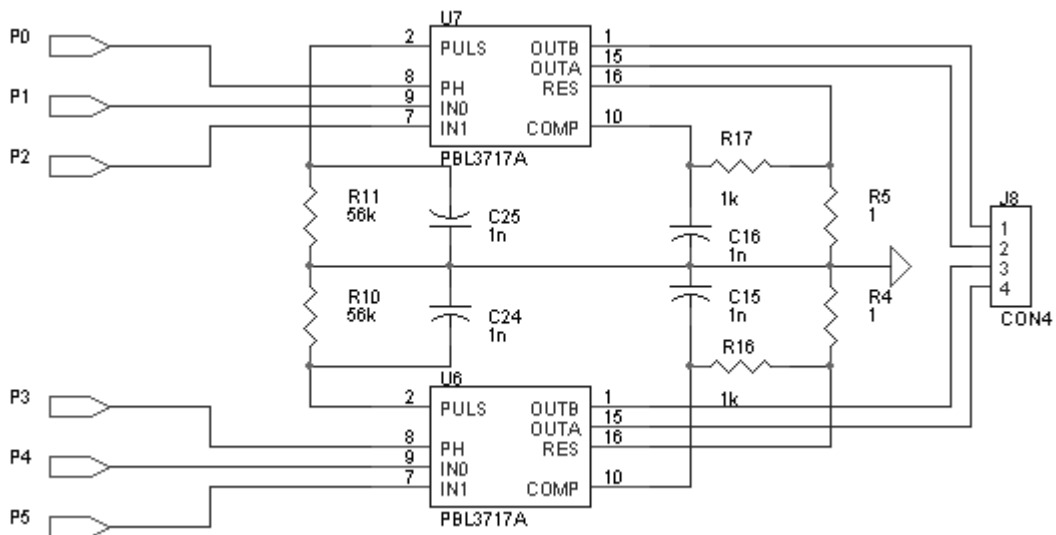 U7
P0
2
PULS
OUTB
1
OUTA
15
8
PH
RES
16
P1
9
IN0
7
IN1
COMP
10
P2
PBL3717A
R17
1k
R11
56k
C25
1n
C16
1n
R5
1
J8
1
2
3
4
CON4
R10
56k
C24
1n
C15
1n
R4
1
R16
1k
U6
P3
2
PULS
OUTB
1
OUTA
15
8
PH
RES
16
P4
9
IN0
7
IN1
COMP
10
P5
PBL3717A